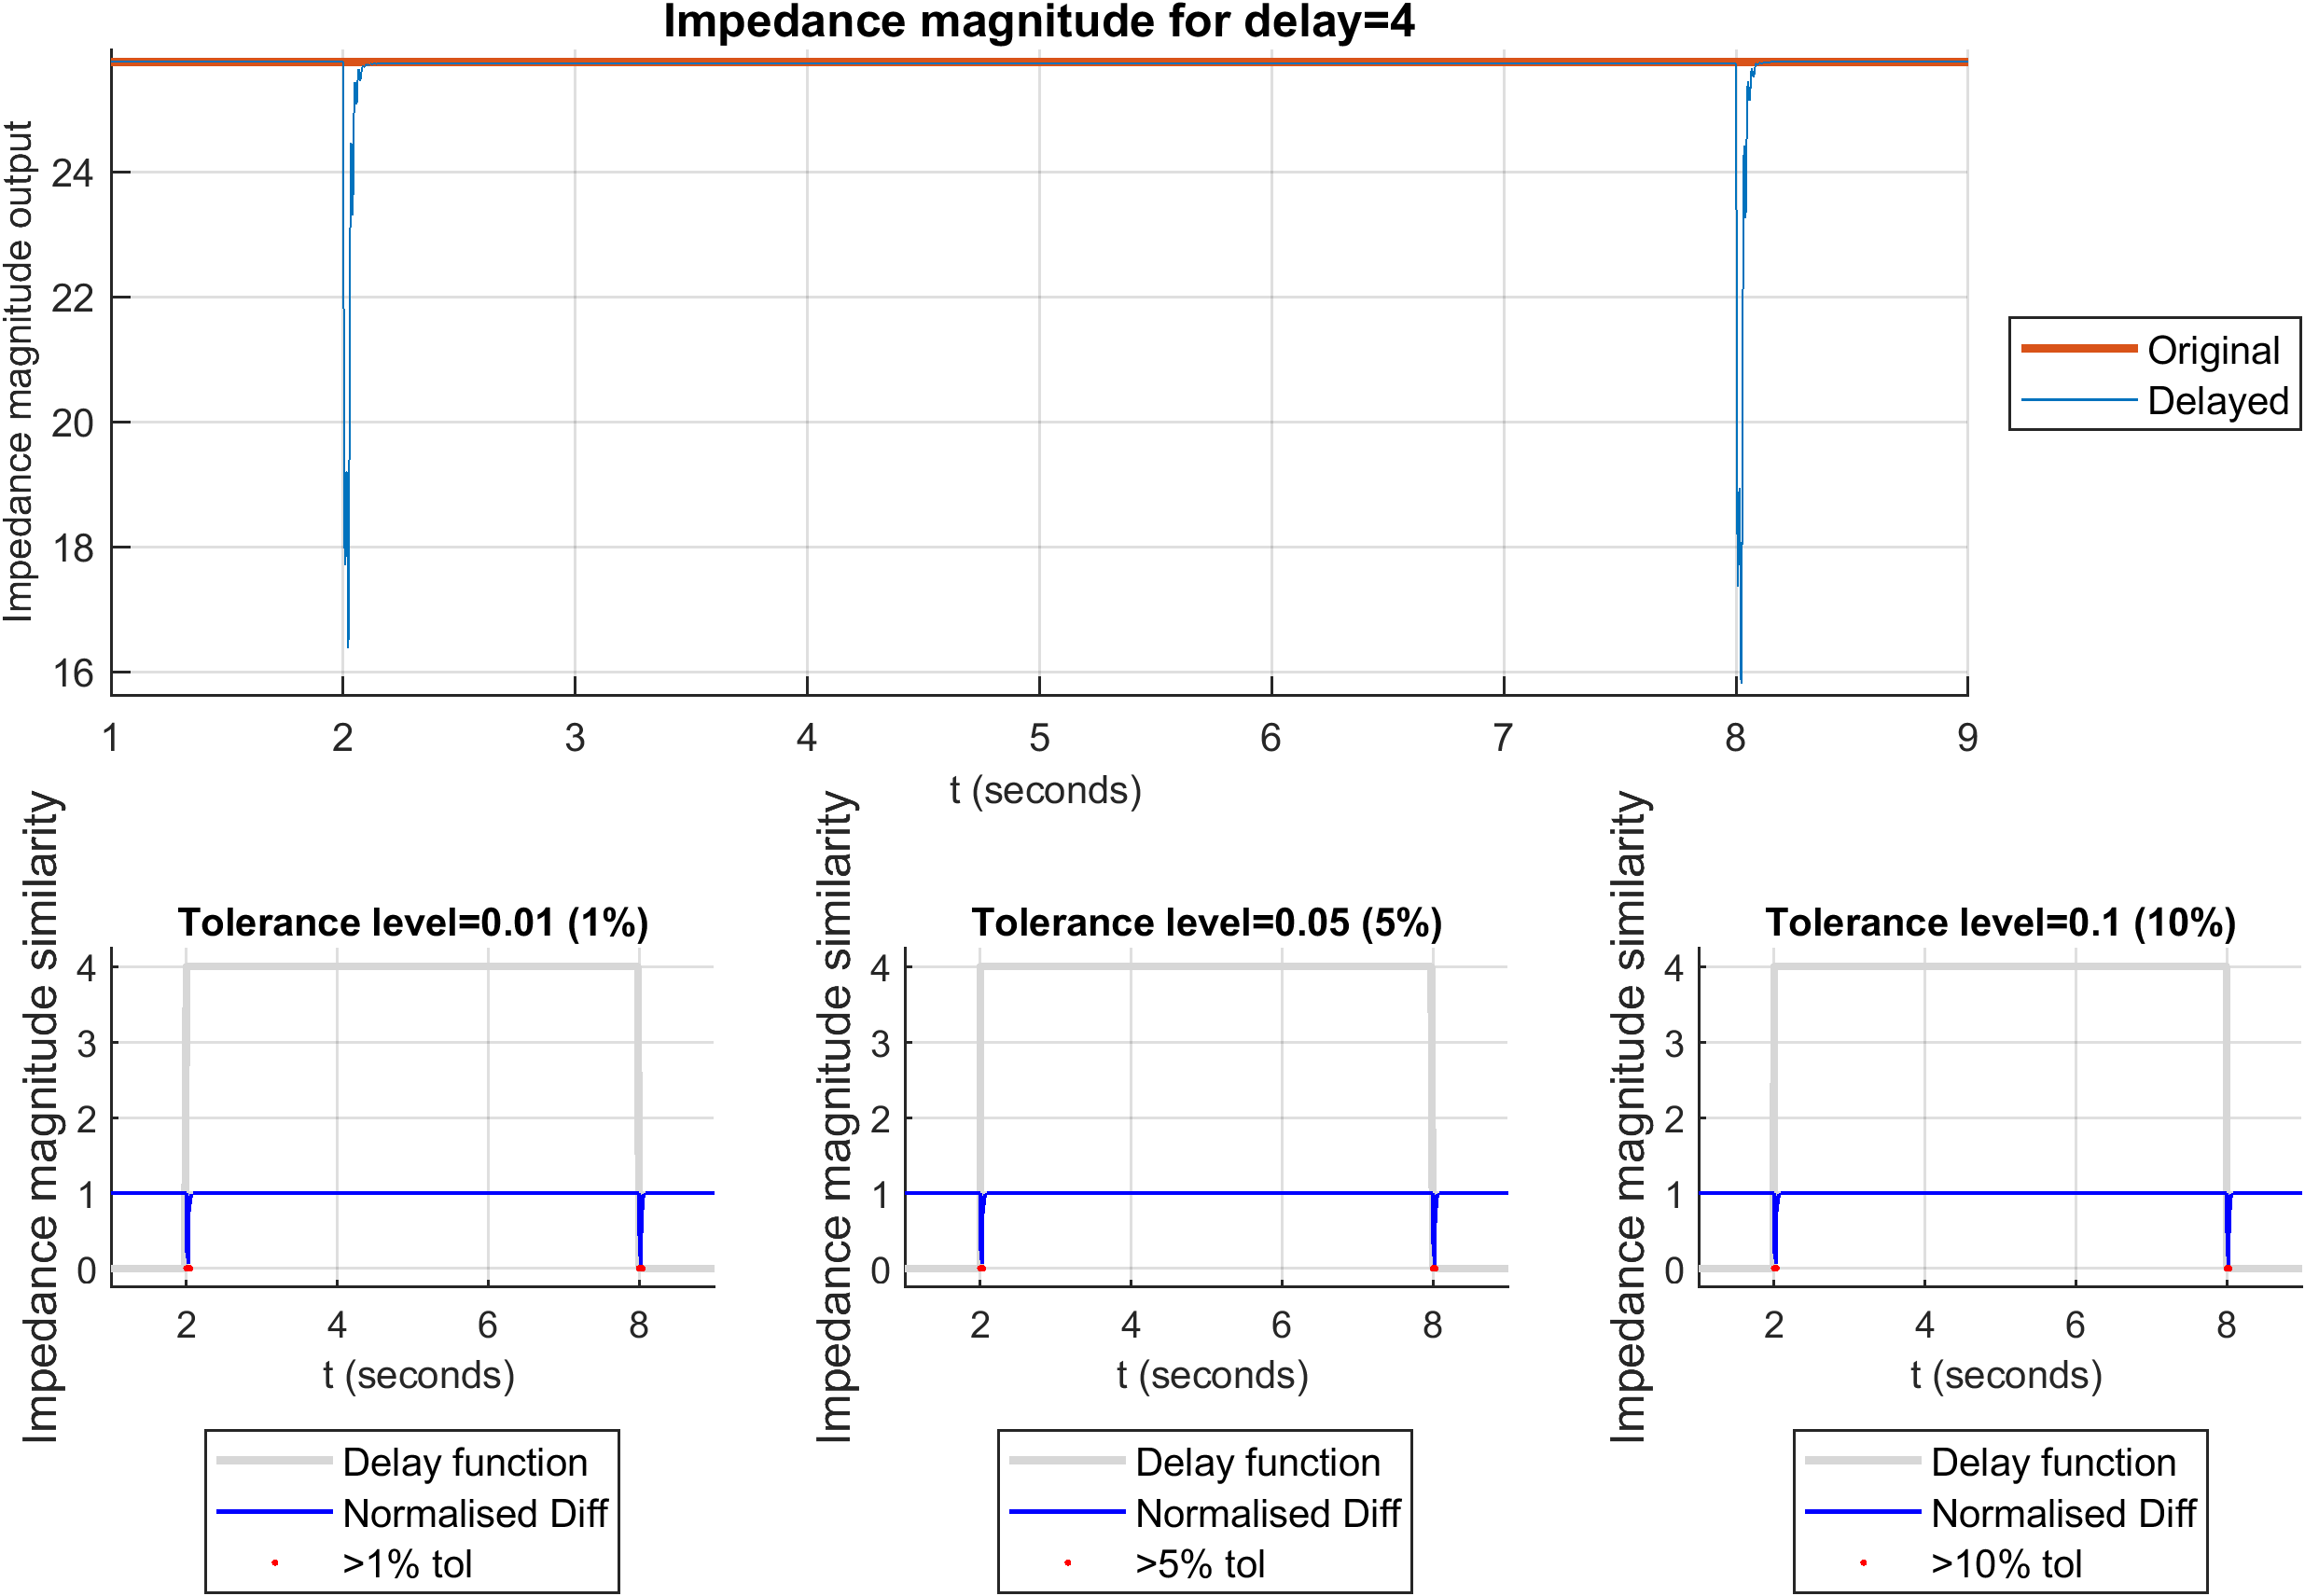 Impedance magnitude for delay=4
Impedance magnitude output
24
22
20
18
16
1 2 3 4 5 6 7 8 9
t (seconds)
Original
Delayed
Tolerance level=0.01 (1%)
Impedance magnitude similarity
4
3
2
1
0
2 4 6 8
t (seconds)
Delay function
Normalised Diff
>1% tol
Tolerance level=0.05 (5%)
Impedance magnitude similarity
4
3
2
1
0
2 4 6 8
t (seconds)
Delay function
Normalised Diff
>5% tol
Tolerance level=0.1 (10%)
Impedance magnitude similarity
4
3
2
1
0
2 4 6 8
t (seconds)
Delay function
Normalised Diff
>10% tol